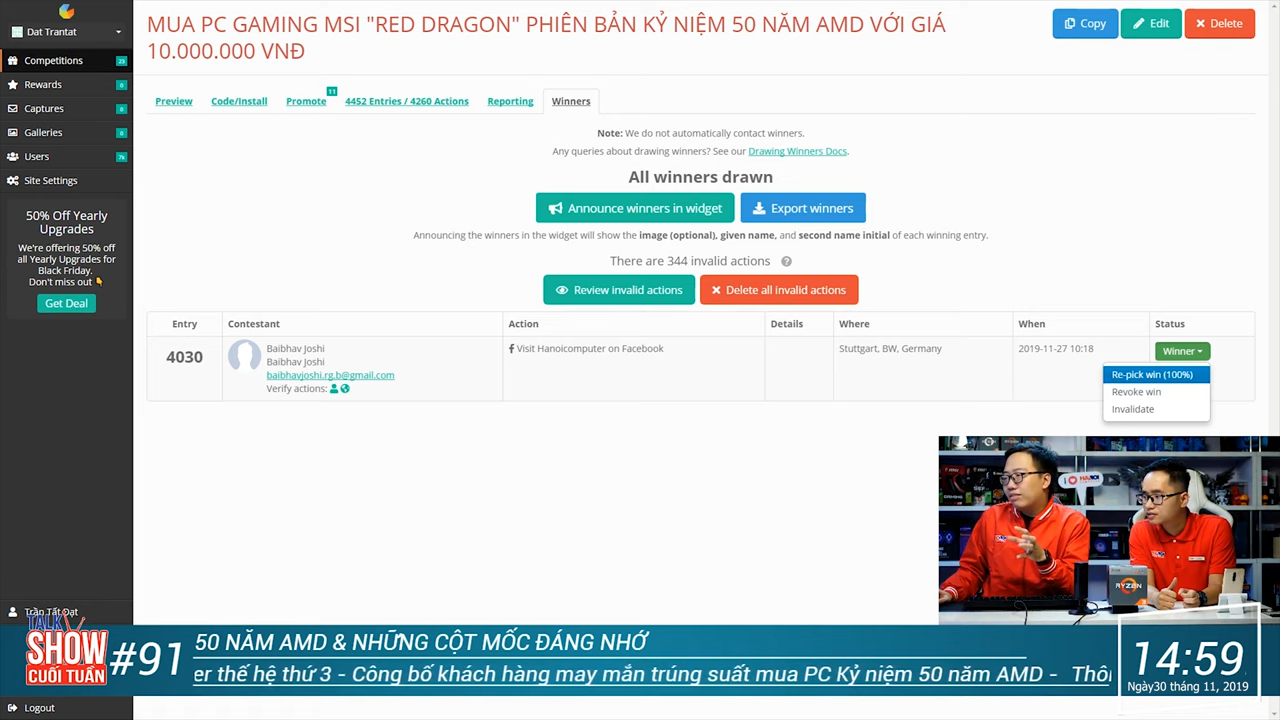 Dat Trantat
Competitions 23
Rewards 0
Captures 0
Galleries 0
Users 7k
Site Settings
50% Off Yearly
Upgrades
We're offering 50% off
all Yearly Upgrades for
Black Friday.
Don't miss out
Get Deal
Trần Tất Đạt
Logout
MUA PC GAMING MSI "RED DRAGON" PHIÊN BẢN KỶ NIỆM 50 NĂM AMD VỚI GIÁ
10.000.000 VNĐ
Copy Edit Delete
Preview Code/Install Promote 11 4452 Entries / 4260 Actions Reporting Winners
Note: We do not automatically contact winners.
Any queries about drawing winners? See our Drawing Winners Docs.
All winners drawn
Announce winners in widget Export winners
Announcing the winners in the widget will show the image (optional), given name, and second name initial of each winning entry.
There are 344 invalid actions ?
Review invalid actions Delete all invalid actions
Entry Contestant Action Details Where When Status
4030 Baibhav Joshi Visit Hanoicomputer on Facebook Stuttgart, BW, Germany 2019-11-27 10:18 Winner
Baibhav Joshi
baibhavjoshi.rg.b@gmail.com
Verify actions:
Re-pick win (100%)
Revoke win
Invalidate
RYZEN
TALK
SHOW
CUỐI TUẦN
#91
50 NĂM AMD & NHỮNG CỘT MỐC ĐÁNG NHỚ
er thế hệ thứ 3 - Công bố khách hàng may mắn trúng suất mua PC Kỷ niệm 50 năm AMD - Thôn
14:59
Ngày30 tháng 11, 2019